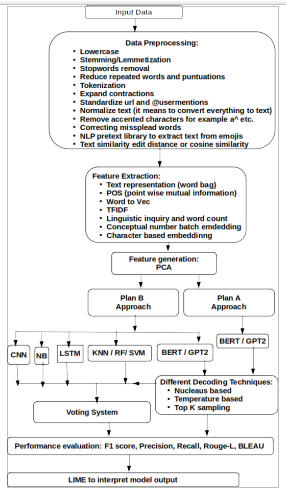 Input Data
Data Preprocessing:
• Lowercase
• Stemming/Lemmetization
• Stopwords removal
• Reduce repeated words and puntuations
• Tokenization
• Expand contractions
• Standardize url and @usermentions
• Normalize text (it means to convert everything to text)
• Remove accented characters for example a^ etc.
• Correcting misspled words
• NLP pretext library to extract text from emojis
• Text similarity edit distance or cosine similarity
Feature Extraction:
• Text representation (word bag)
• POS (point wise mutual information)
• Word to Vec
• TFIDF
• Linguistic inquiry and word count
• Conceptual number batch emdedding
• Character based embeddiinng
Feature generation:
PCA
Plan B
Approach
Plan A
Approach
CNN
NB
LSTM
KNN / RF/ SVM
BERT / GPT2
BERT / GPT2
Different Decoding Techniques:
• Nucleaus based
• Temperature based
• Top K sampling
Voting System
Performance evaluation: F1 score, Precision, Recall, Rouge-L, BLEAU
LIME to interpret model output